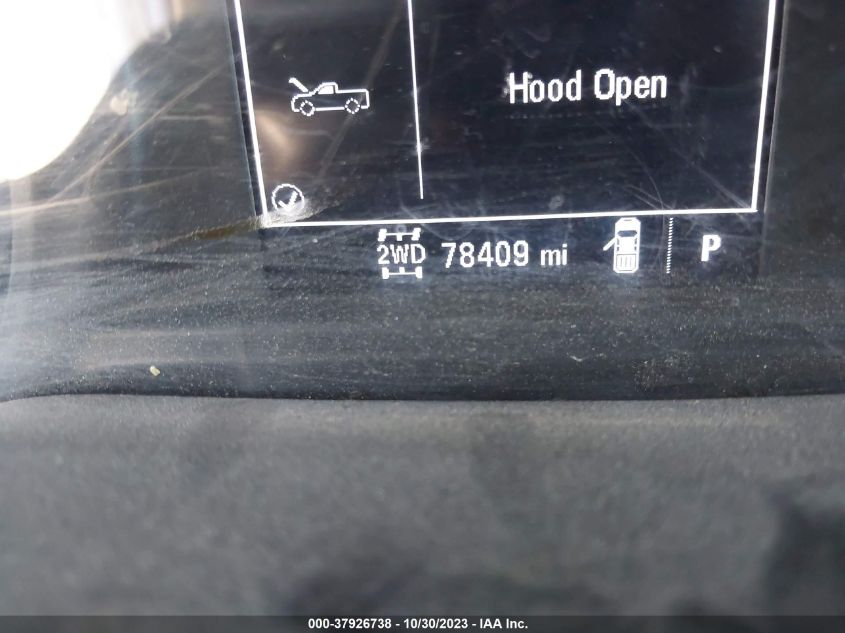 Hood Open
2WD 78409 mi P
000-37926738 - 10/30/2023 - IAA Inc.